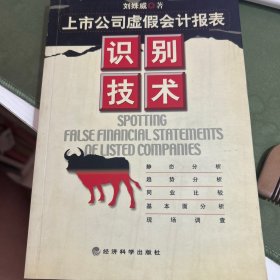 刘姝威 著
上市公司虚假会计报表
识别
技术
SPOTTING
FALSE FINANCIAL STATEMENTS
OF LISTED COMPANIES
静态分析
趋势分析
同业比较
基本面分析
现场调查
经济科学出版社